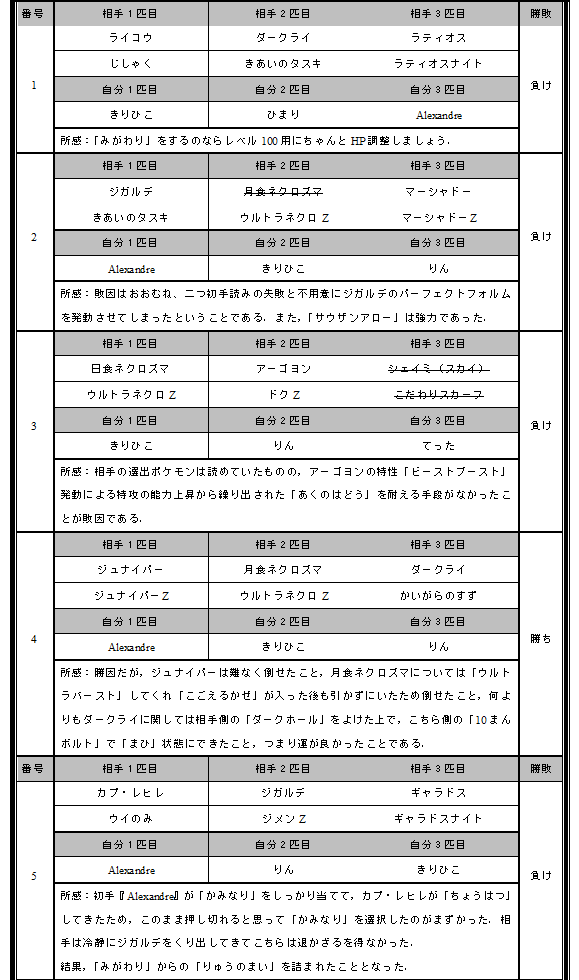 番号 相手1匹目 相手2匹目 相手3匹目 勝敗
ライコウ ダークライ ラティオス
じしゃく きあいのタスキ ラティオスナイト
1 自分1匹目 自分2匹目 自分3匹目 負け
きりひこ ひまり Alexandre
所感：「みがわり」をするのならレベル100用にちゃんとHP調整しましょう．
相手1匹目 相手2匹目 相手3匹目
ジガルデ 月食ネクロズマ マーシャドー
きあいのタスキ ウルトラネクロZ マーシャドーZ
2 自分1匹目 自分2匹目 自分3匹目 負け
Alexandre きりひこ りん
所感：敗因はおおむね、二つ初手読みの失敗と不用意にジガルデのパーフェクトフォルム
を発動させてしまったということである．また，「サウザンアロー」は強力であった．
相手1匹目 相手2匹目 相手3匹目
日食ネクロズマ アーゴヨン シェイミ（スカイ）
ウルトラネクロZ ドクZ こだわりスカーフ
3 自分1匹目 自分2匹目 自分3匹目 負け
きりひこ りん てった
所感：相手の選出ポケモンは読めていたものの，アーゴヨンの特性「ビーストブースト」
発動による特攻の能力上昇から繰り出された「あくのはどう」を耐える手段がなかったこ
とが敗因である．
相手1匹目 相手2匹目 相手3匹目
ジュナイパー 月食ネクロズマ ダークライ
ジュナイパーZ ウルトラネクロZ かいがらのすず
自分1匹目 自分2匹目 自分3匹目
4 Alexandre きりひこ りん 勝ち
所感：勝因だが，ジュナイパーは難なく倒せたこと，月食ネクロズマについては「ウルト
ラバースト」してくれ「こごえるかぜ」が入った後も引かずにいたため倒せたこと，何よ
りもダークライに関しては相手側の「ダークホール」をよけた上で，こちら側の「10まん
ボルト」で「まひ」状態にできたこと，つまり運が良かったことである．
番号 相手1匹目 相手2匹目 相手3匹目 勝敗
カプ・レヒレ ジガルデ ギャラドス
ウイのみ ジメンZ ギャラドスナイト
自分1匹目 自分2匹目 自分3匹目
5 Alexandre りん きりひこ 負け
所感：初手『Alexandre』が「かみなり」をしっかり当てて，カプ・レヒレが「ちょうはつ」
してきたため，このまま押し切れると思って「かみなり」を選択したのがまずかった．相
手は冷静にジガルデをくり出してきてこちらは退かざるを得なかった．
結果，「みがわり」からの「りゅうのまい」を詰まれたこととなった．